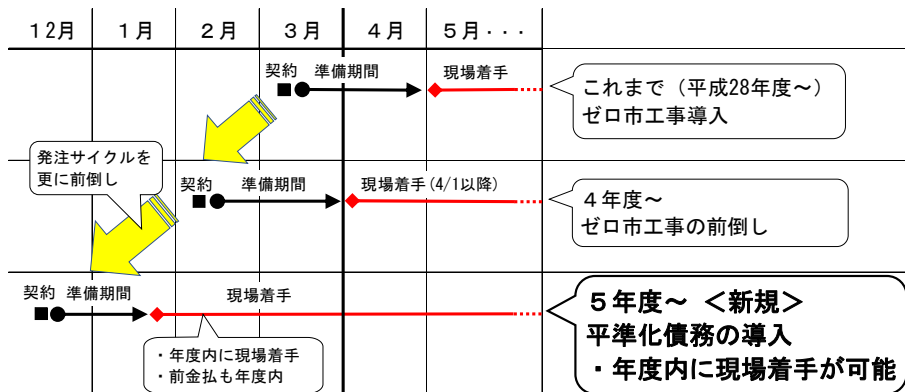 12月 1月 2月 3月 4月 5月・・・
契約 準備期間 現場着手
これまで（平成28年度～）
ゼロ市工事導入
発注サイクルを
更に前倒し
契約 準備期間 現場着手(4/1以降)
４年度～
ゼロ市工事の前倒し
契約 準備期間 現場着手
・年度内に現場着手
・前金払も年度内
５年度～ ＜新規＞
平準化債務の導入
・年度内に現場着手が可能